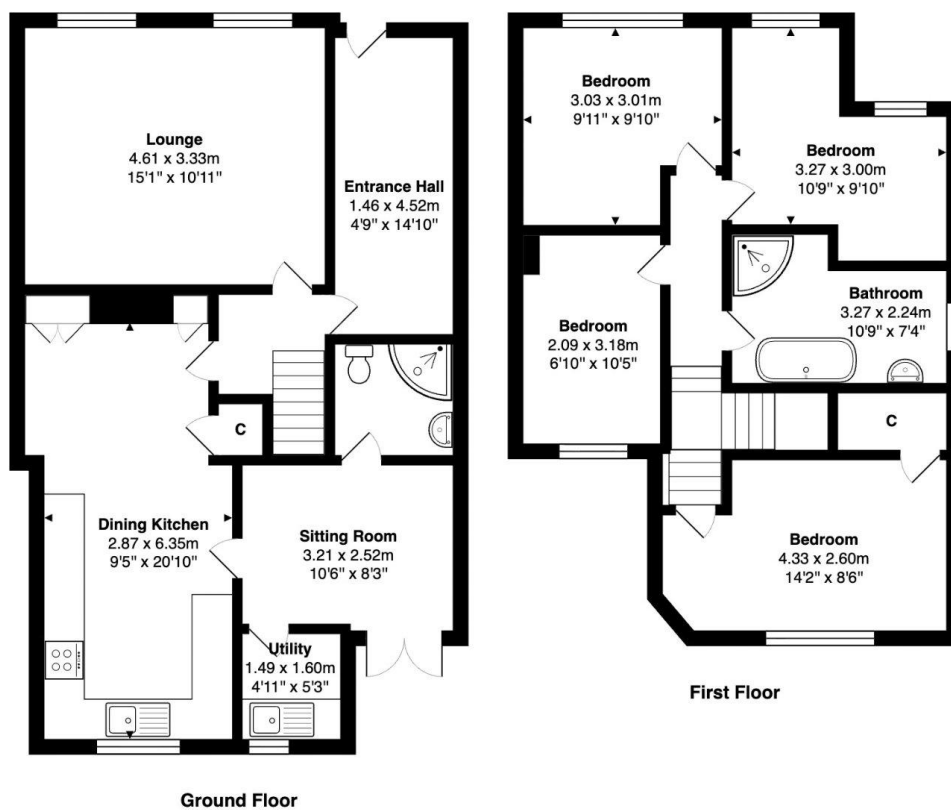 Lounge
4.61 x 3.33m
15'1" x 10'11"
Entrance Hall
1.46 x 4.52m
4'9" x 14'10"
C
Dining Kitchen
2.87 x 6.35m
9'5" x 20'10"
Sitting Room
3.21 x 2.52m
10'6" x 8'3"
Utility
1.49 x 1.60m
4'11" x 5'3"
Ground Floor
Bedroom
3.03 x 3.01m
9'11" x 9'10"
Bedroom
3.27 x 3.00m
10'9" x 9'10"
Bedroom
2.09 x 3.18m
6'10" x 10'5"
Bathroom
3.27 x 2.24m
10'9" x 7'4"
C
Bedroom
4.33 x 2.60m
14'2" x 8'6"
First Floor